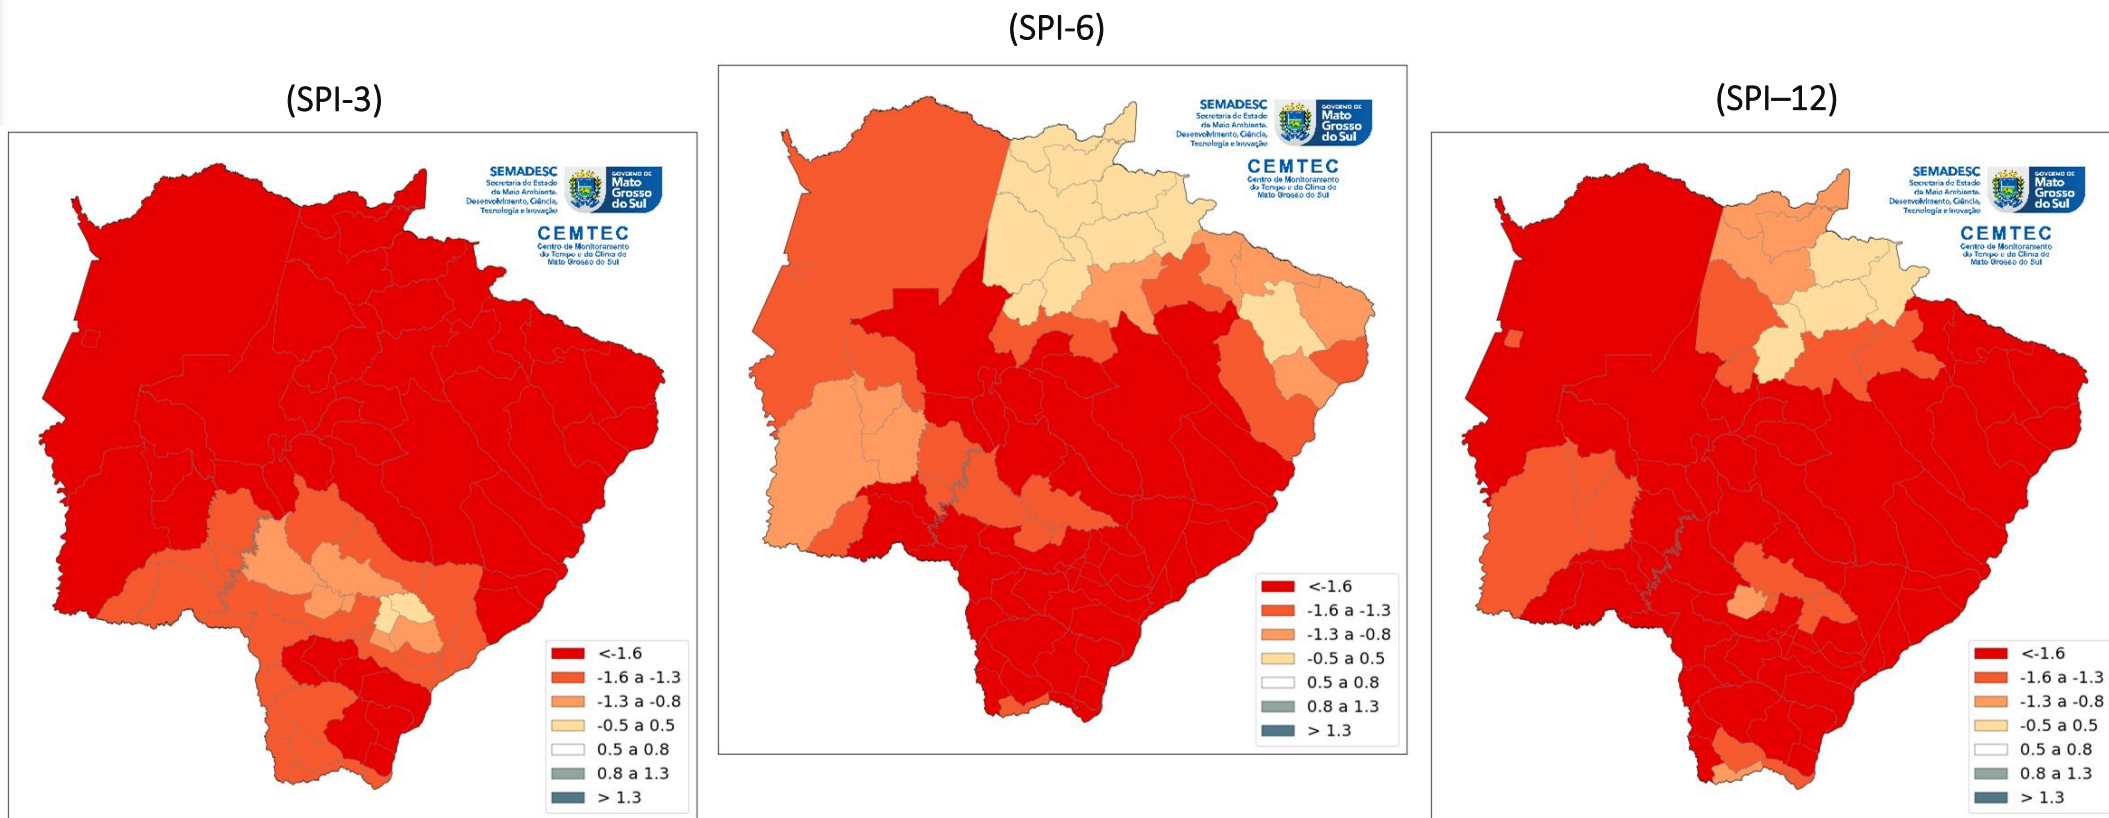 (SPI-3)
SEMADESC
Secretaria de Estado
de Meio Ambiente,
Desenvolvimento, Ciência,
Tecnologia e Inovação
GOVERNO DE
Mato
Grosso
do Sul
CEMTEC
Centro de Monitoramento
do Tempo e do Clima de
Mato Grosso do Sul
<-1.6
-1.6 a -1.3
-1.3 a -0.8
-0.5 a 0.5
0.5 a 0.8
0.8 a 1.3
> 1.3
(SPI-6)
SEMADESC
Secretaria de Estado
de Meio Ambiente,
Desenvolvimento, Ciência,
Tecnologia e Inovação
GOVERNO DE
Mato
Grosso
do Sul
CEMTEC
Centro de Monitoramento
do Tempo e do Clima de
Mato Grosso do Sul
<-1.6
-1.6 a -1.3
-1.3 a -0.8
-0.5 a 0.5
0.5 a 0.8
0.8 a 1.3
> 1.3
(SPI–12)
SEMADESC
Secretaria de Estado
de Meio Ambiente,
Desenvolvimento, Ciência,
Tecnologia e Inovação
GOVERNO DE
Mato
Grosso
do Sul
CEMTEC
Centro de Monitoramento
do Tempo e do Clima de
Mato Grosso do Sul
<-1.6
-1.6 a -1.3
-1.3 a -0.8
-0.5 a 0.5
0.5 a 0.8
0.8 a 1.3
> 1.3